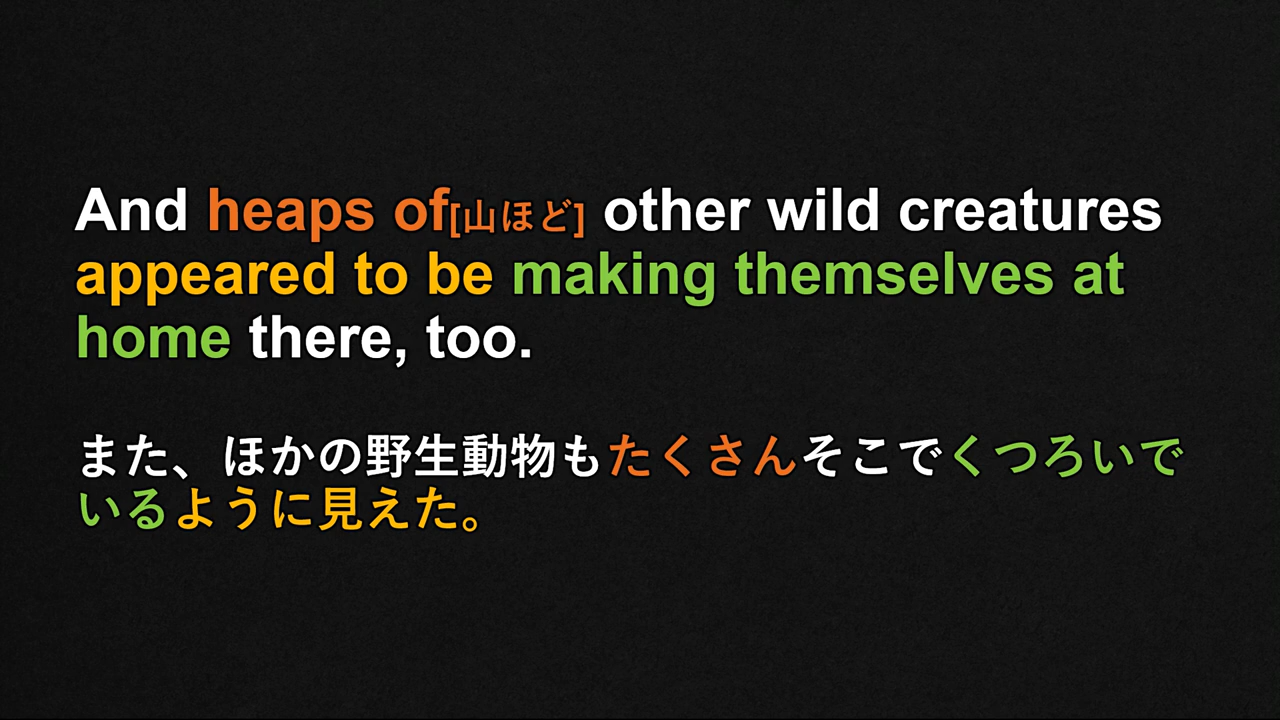 And heaps of[山ほど] other wild creatures
appeared to be making themselves at
home there, too.
また、ほかの野生動物もたくさんそこでくつろいで
いるように見えた。